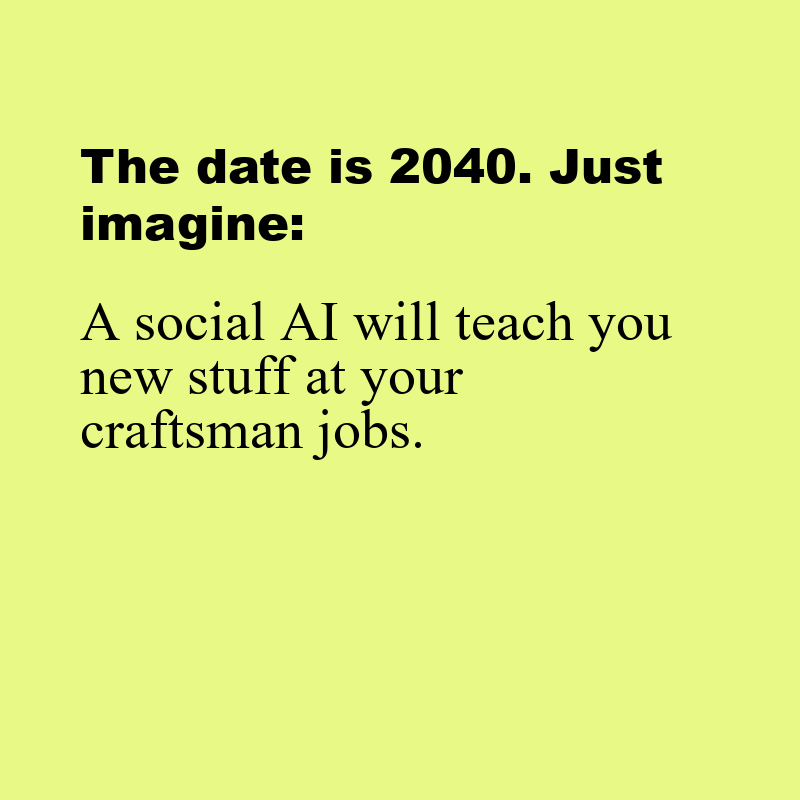 The date is 2040. Just
imagine:
A social AI will teach you
new stuff at your
craftsman jobs.